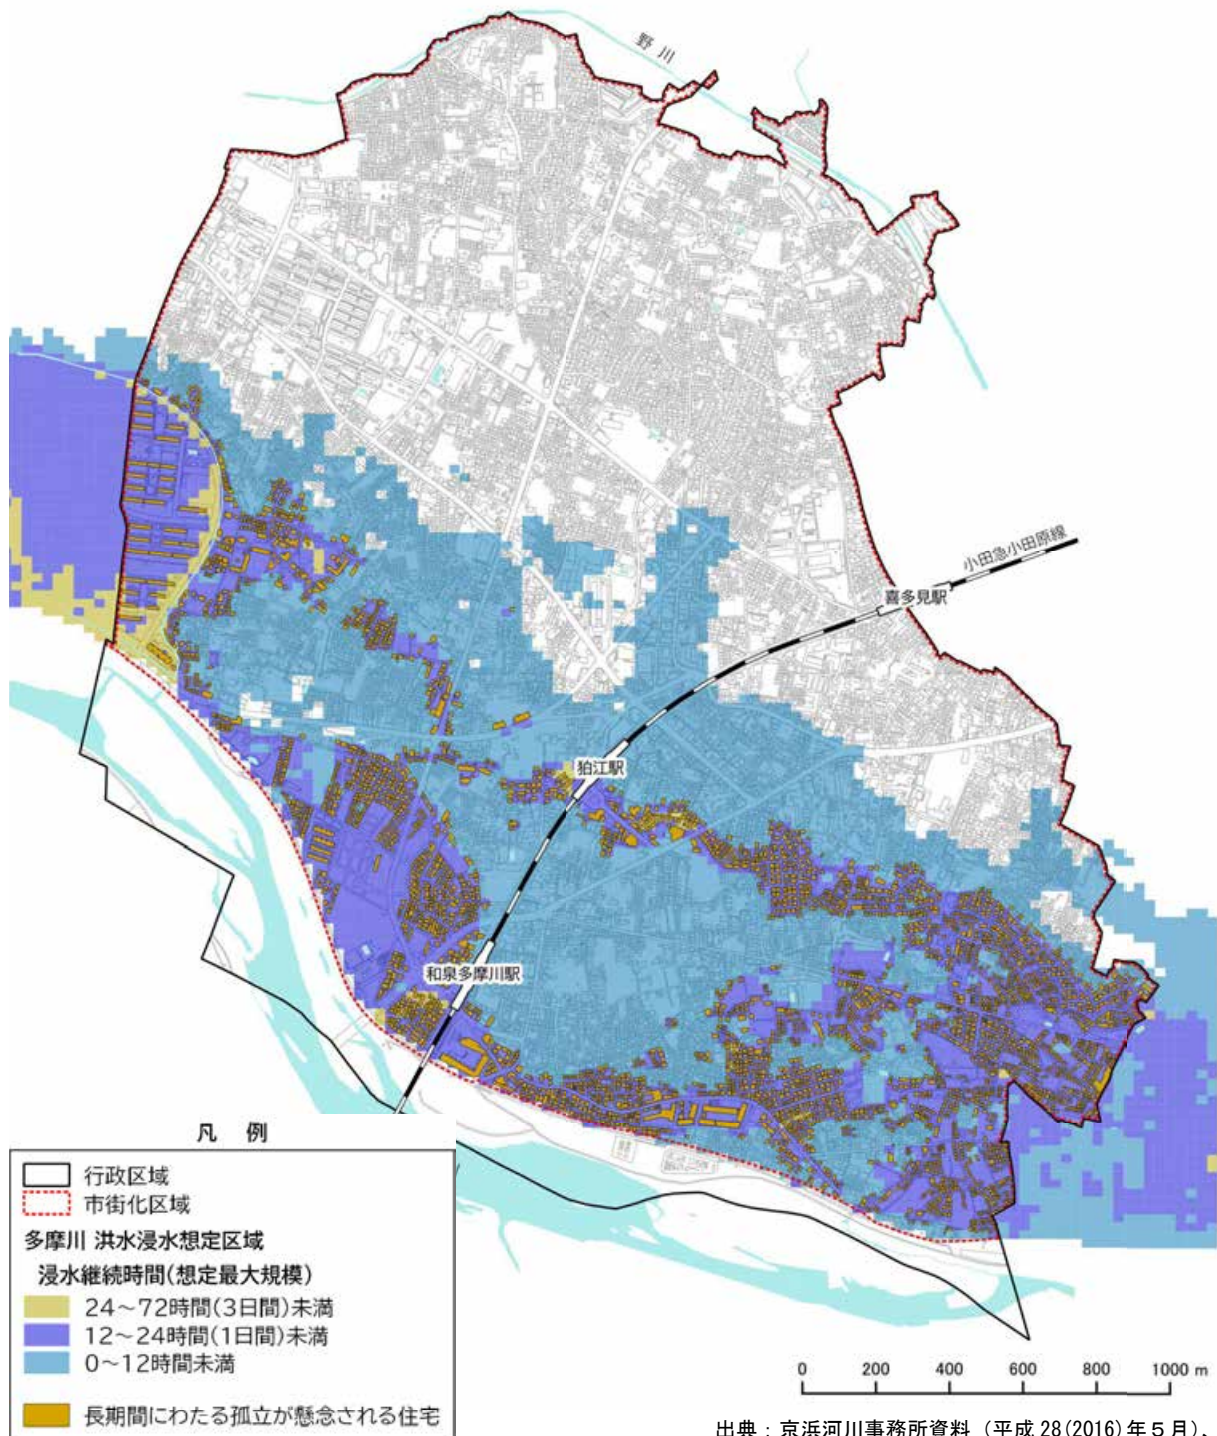 野川
小田急小田原線
喜多見駅
狛江駅
和泉多摩川駅
凡 例
行政区域
市街化区域
多摩川 洪水浸水想定区域
浸水継続時間(想定最大規模)
24～72時間(3日間)未満
12～24時間(1日間)未満
0～12時間未満
長期間にわたる孤立が懸念される住宅
0 200 400 600 800 1000 m
出典：京浜河川事務所資料（平成 28(2016)年５月）、